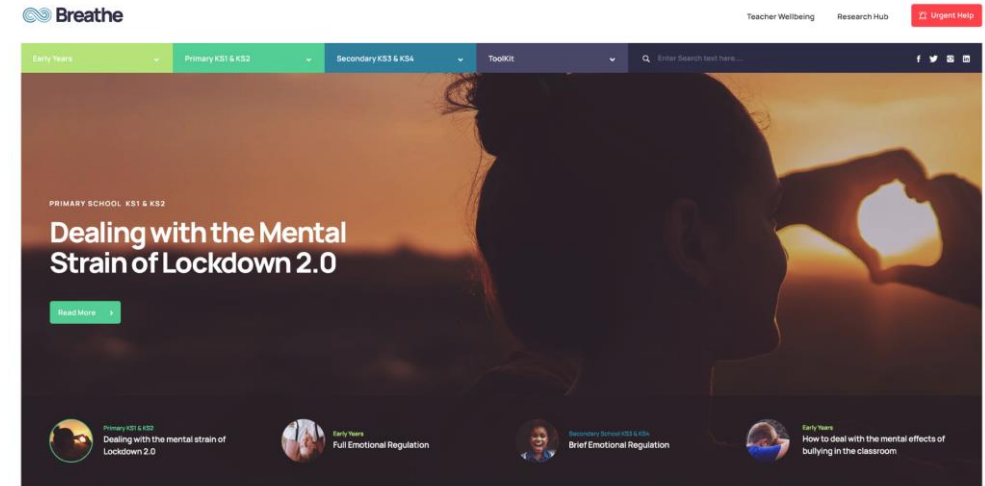 Breathe
Teacher Wellbeing
Research Hub
Urgent Help
Early Years
Primary KS1 & KS2
Secondary KS3 & KS4
ToolKit
Enter Search text here ...
PRIMARY SCHOOL KS1 & KS2
Dealing with the Mental
Strain of Lockdown 2.0
Read More
Primary KS1 & KS2
Dealing with the mental strain of
Lockdown 2.0
Early Years
Full Emotional Regulation
Secondary School KS3 & KS4
Brief Emotional Regulation
Early Years
How to deal with the mental effects of
bullying in the classroom